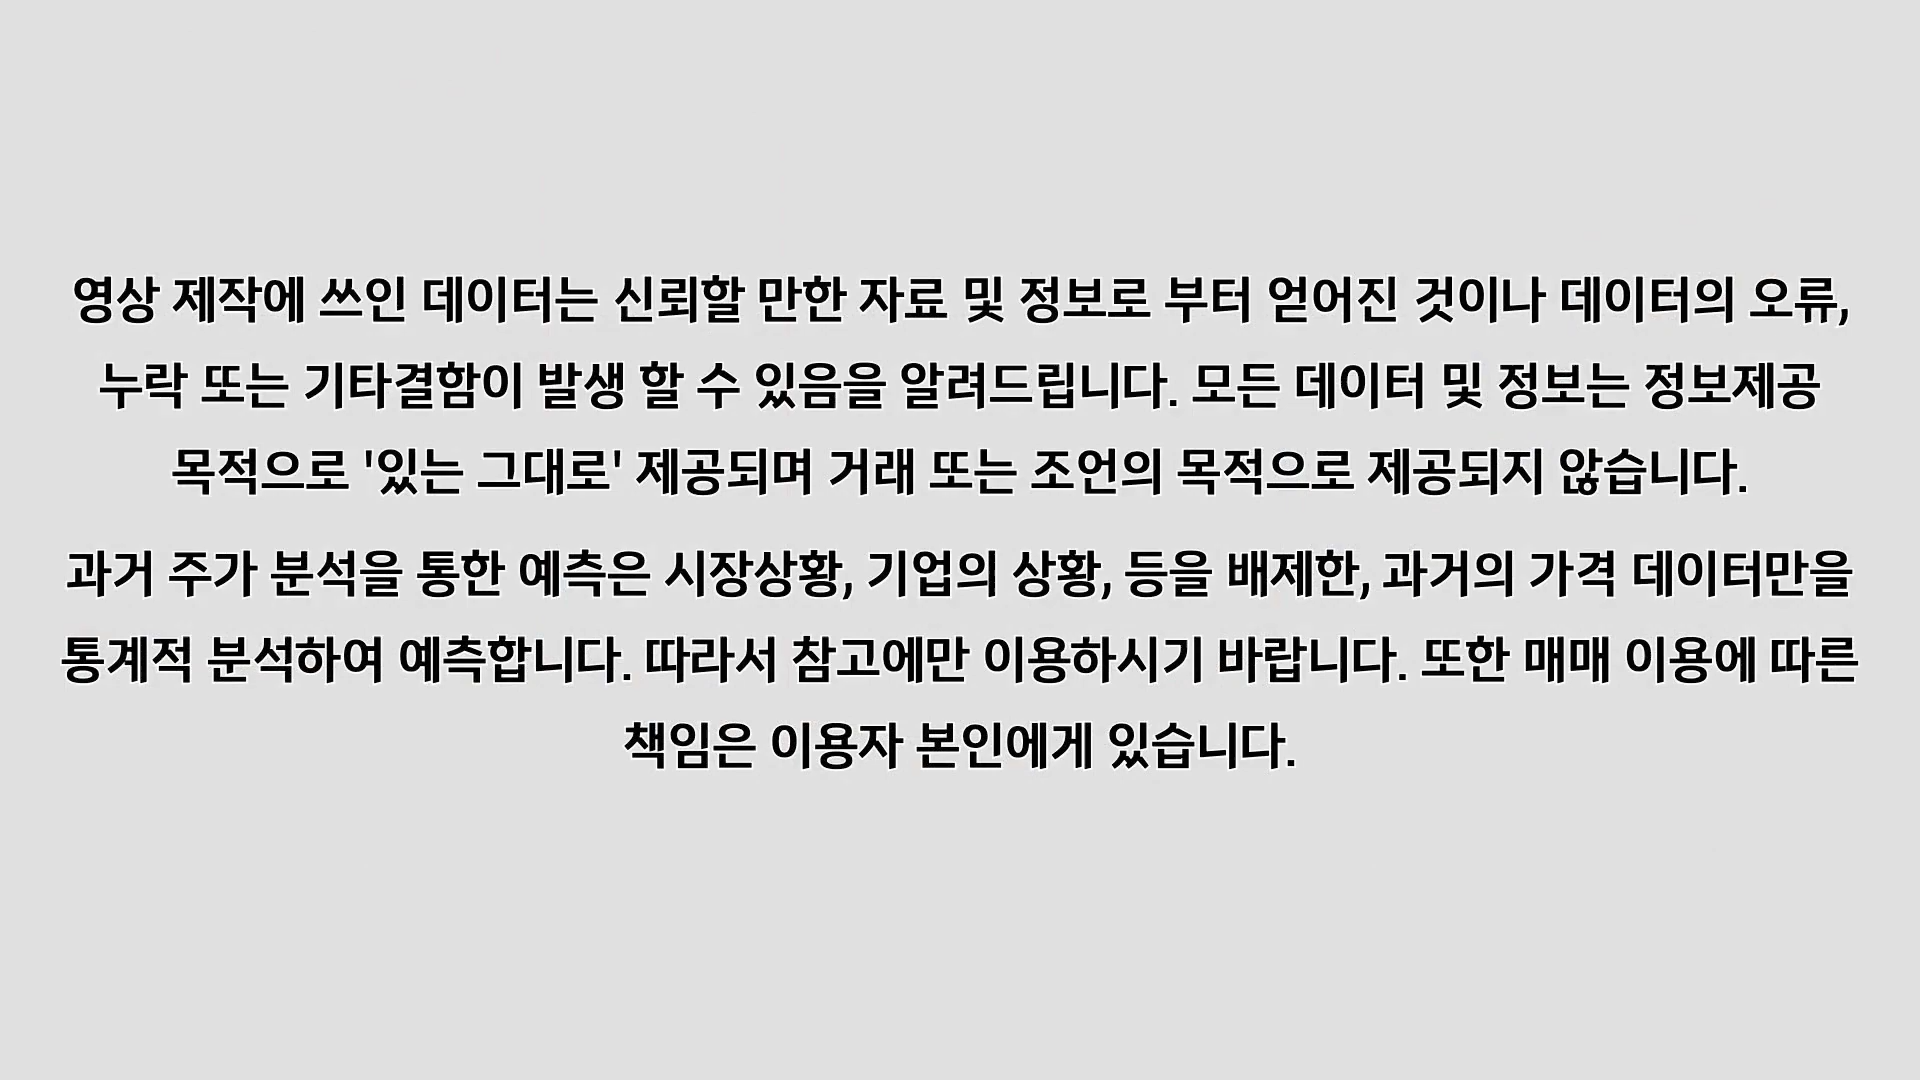 영상 제작에 쓰인 데이터는 신뢰할 만한 자료 및 정보로 부터 얻어진 것이나 데이터의 오류,
누락 또는 기타결함이 발생 할 수 있음을 알려드립니다. 모든 데이터 및 정보는 정보제공
목적으로 '있는 그대로' 제공되며 거래 또는 조언의 목적으로 제공되지 않습니다.
과거 주가 분석을 통한 예측은 시장상황, 기업의 상황, 등을 배제한, 과거의 가격 데이터만을
통계적 분석하여 예측합니다. 따라서 참고에만 이용하시기 바랍니다. 또한 매매 이용에 따른
책임은 이용자 본인에게 있습니다.